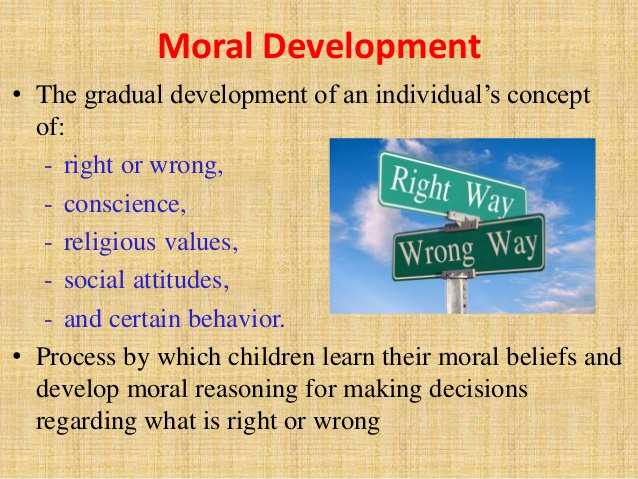 Moral Development
• The gradual development of an individual’s concept
of:
- right or wrong,
- conscience,
- religious values,
- social attitudes,
- and certain behavior.
Right Way
Wrong Way
• Process by which children learn their moral beliefs and
develop moral reasoning for making decisions
regarding what is right or wrong